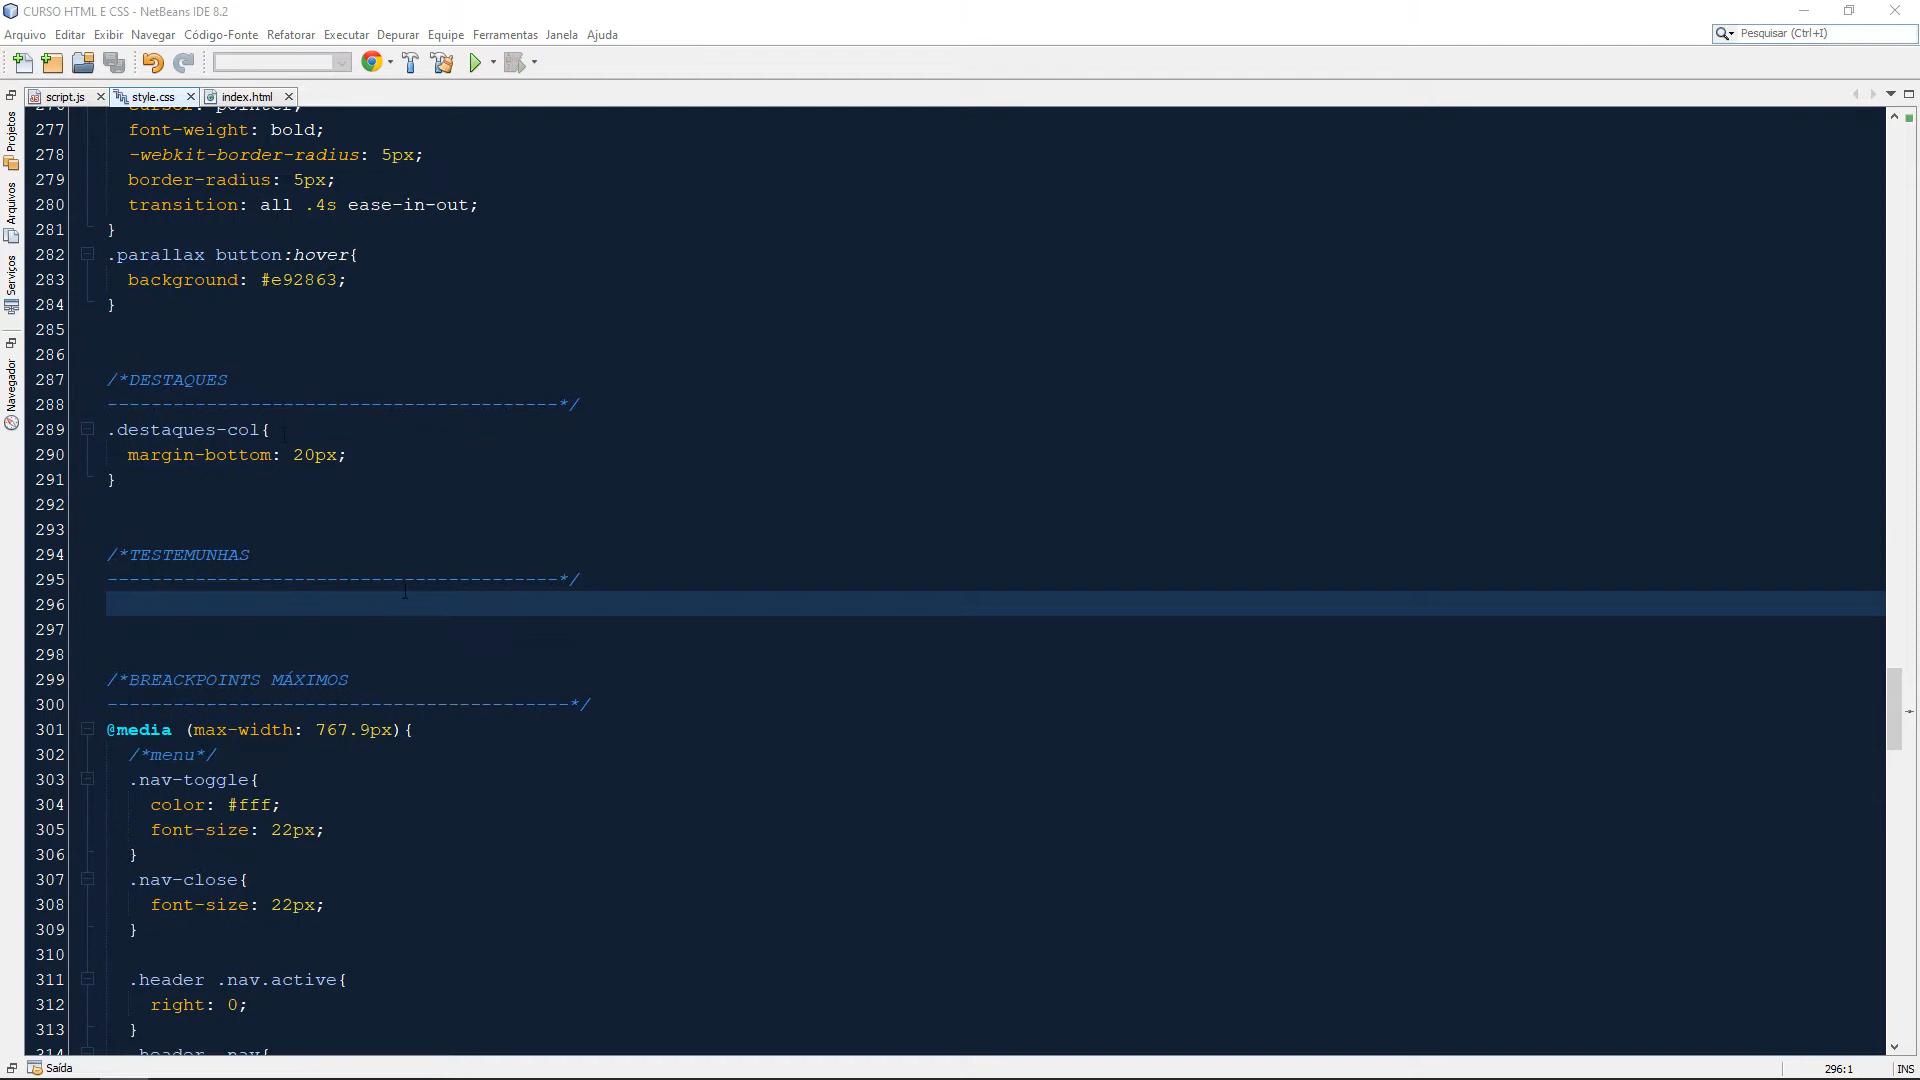 CURSO HTML E CSS - NetBeans IDE 8.2
Arquivo Editar Exibir Navegar Código-Fonte Refatorar Executar Depurar Equipe Ferramentas Janela Ajuda
Pesquisar (Ctrl+I)
script.js style.css index.html
Projetos
Arquivos
Serviços
Navegador
276 cursor: pointer;
277 font-weight: bold;
278 -webkit-border-radius: 5px;
279 border-radius: 5px;
280 transition: all .4s ease-in-out;
281 }
282 .parallax button:hover{
283 background: #e92863;
284 }
285
286
287 /*DESTAQUES
288 -----------------------------------------*/
289 .destaques-col{
290 margin-bottom: 20px;
291 }
292
293
294 /*TESTEMUNHAS
295 -----------------------------------------*/
296
297
298
299 /*BREACKPOINTS MÁXIMOS
300 ------------------------------------------*/
301 @media (max-width: 767.9px){
302 /*menu*/
303 .nav-toggle{
304 color: #fff;
305 font-size: 22px;
306 }
307 .nav-close{
308 font-size: 22px;
309 }
310
311 .header .nav.active{
312 right: 0;
313 }
314 .header .nav{
Saída
296:1 INS